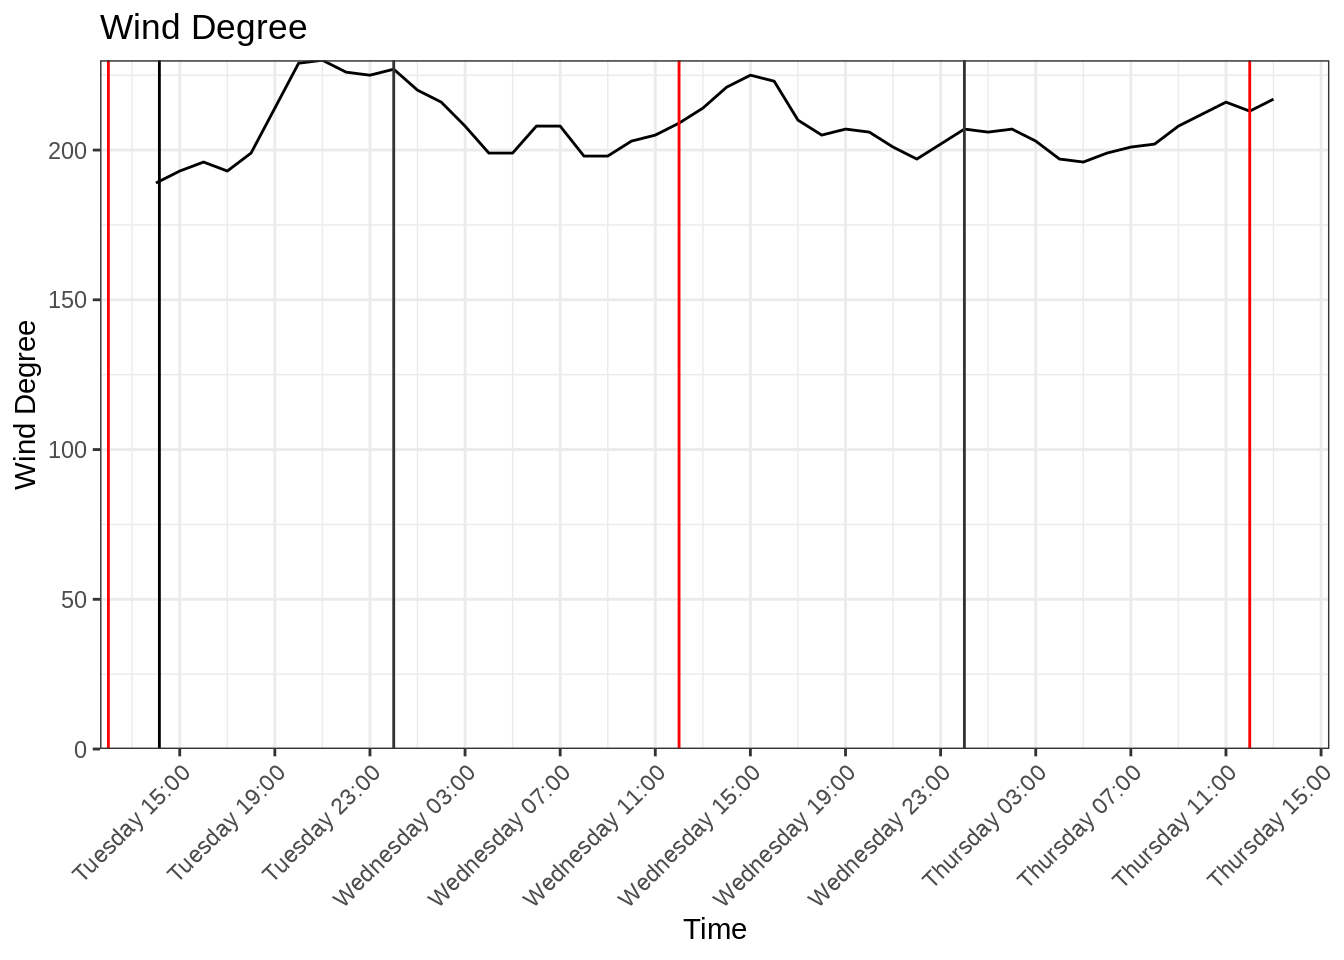 Wind Degree
Wind Degree
200
150
100
50
0
Tuesday 15:00
Tuesday 19:00
Tuesday 23:00
Wednesday 03:00
Wednesday 07:00
Wednesday 11:00
Wednesday 15:00
Wednesday 19:00
Wednesday 23:00
Thursday 03:00
Thursday 07:00
Thursday 11:00
Thursday 15:00
Time